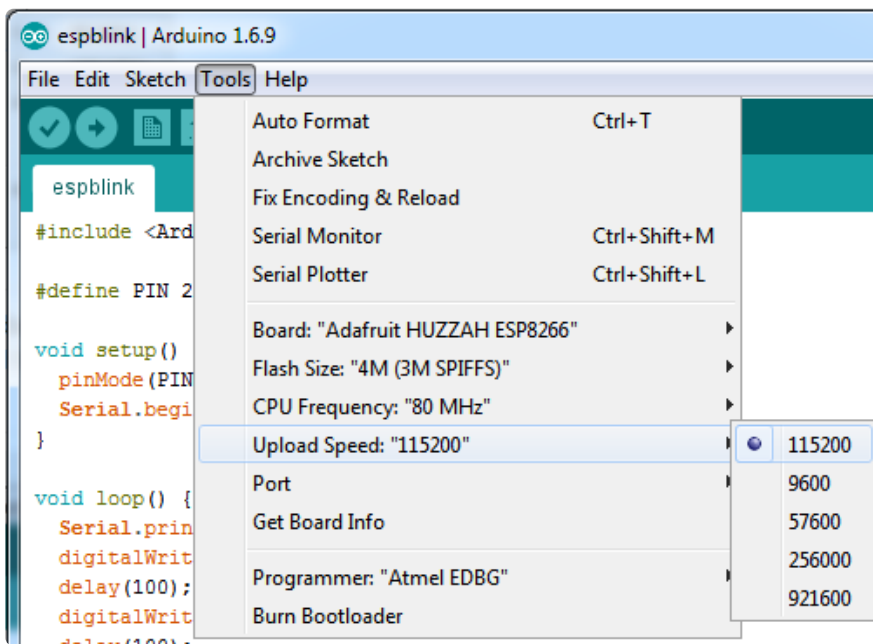 espblink | Arduino 1.6.9
File Edit Sketch Tools Help
espblink
#include <Ard
#define PIN 2
void setup()
pinMode(PIN
Serial.begi
}
void loop() {
Serial.prin
digitalWrit
delay(100);
digitalWrit
delay(100);
Auto Format Ctrl+T
Archive Sketch
Fix Encoding & Reload
Serial Monitor Ctrl+Shift+M
Serial Plotter Ctrl+Shift+L
Board: "Adafruit HUZZAH ESP8266"
Flash Size: "4M (3M SPIFFS)"
CPU Frequency: "80 MHz"
Upload Speed: "115200"
Port
Get Board Info
Programmer: "Atmel EDBG"
Burn Bootloader
115200
9600
57600
256000
921600